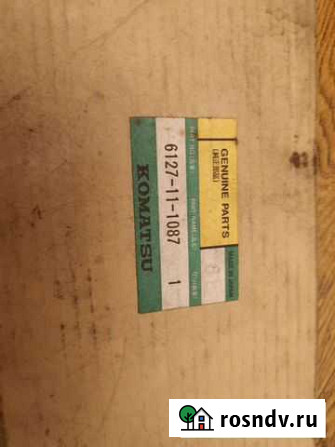 GENUINE PARTS
MADE IN JAPAN
6127-11-1087 1
KOMATSU
rosndv.ru